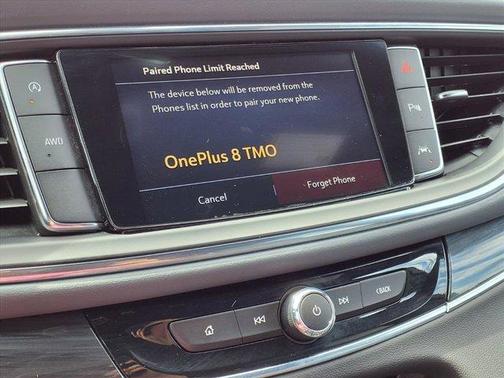 Paired Phone Limit Reached
The device below will be removed from the
Phones list in order to pair your new phone.
OnePlus 8 TMO
Cancel
Forget Phone
AWD
BACK